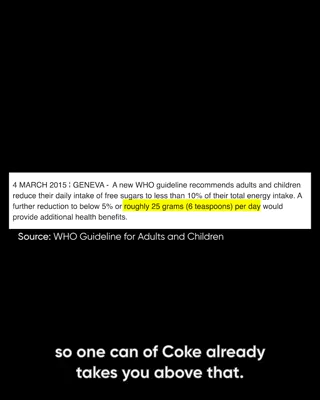 4 MARCH 2015 ¦ GENEVA - A new WHO guideline recommends adults and children
reduce their daily intake of free sugars to less than 10% of their total energy intake. A
further reduction to below 5% or roughly 25 grams (6 teaspoons) per day would
provide additional health benefits.
Source: WHO Guideline for Adults and Children
so one can of Coke already
takes you above that.